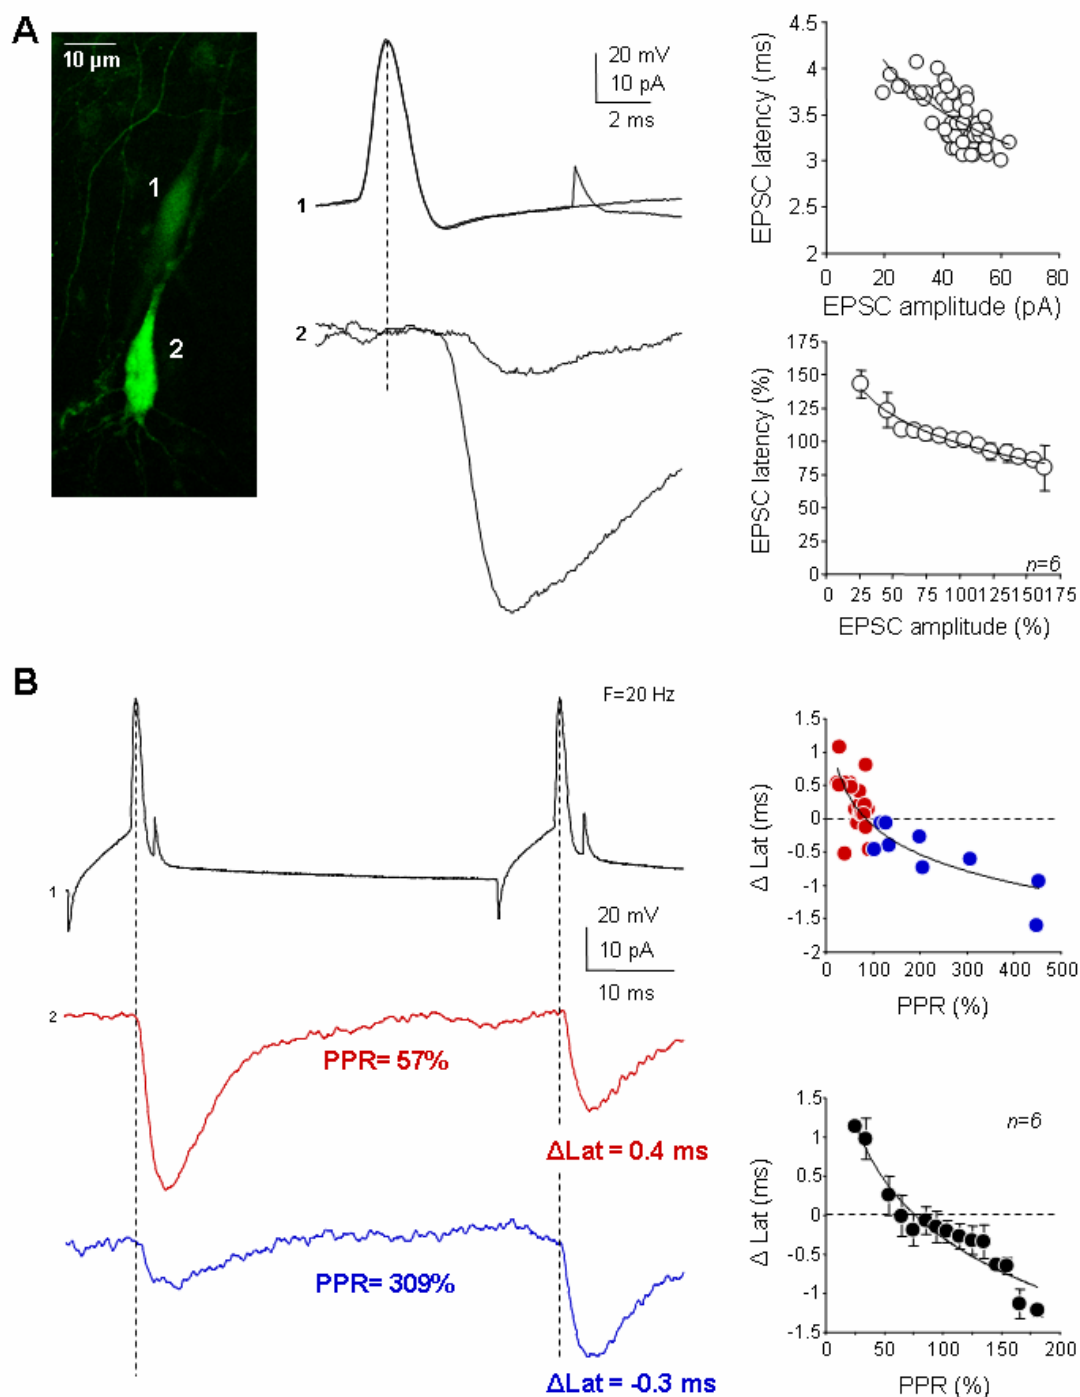 A
10 µm
1
2
20 mV
10 pA
2 ms
1
2
EPSC latency (ms)
4.5
4
3.5
3
2.5
2
0 20 40 60 80
EPSC amplitude (pA)
EPSC latency (%)
175
150
125
100
75
50
25
0
0 25 50 75 100125150175
n=6
EPSC amplitude (%)
B
F=20 Hz
1
20 mV
10 pA
10 ms
2
PPR= 57%
ΔLat = 0.4 ms
PPR= 309%
ΔLat = -0.3 ms
Δ Lat (ms)
1.5
1
0.5
0
-0.5
-1
-1.5
-2
0 100 200 300 400 500
PPR (%)
Δ Lat (ms)
1.5
1
0.5
0
-0.5
-1
-1.5
n=6
0 50 100 150 200
PPR (%)